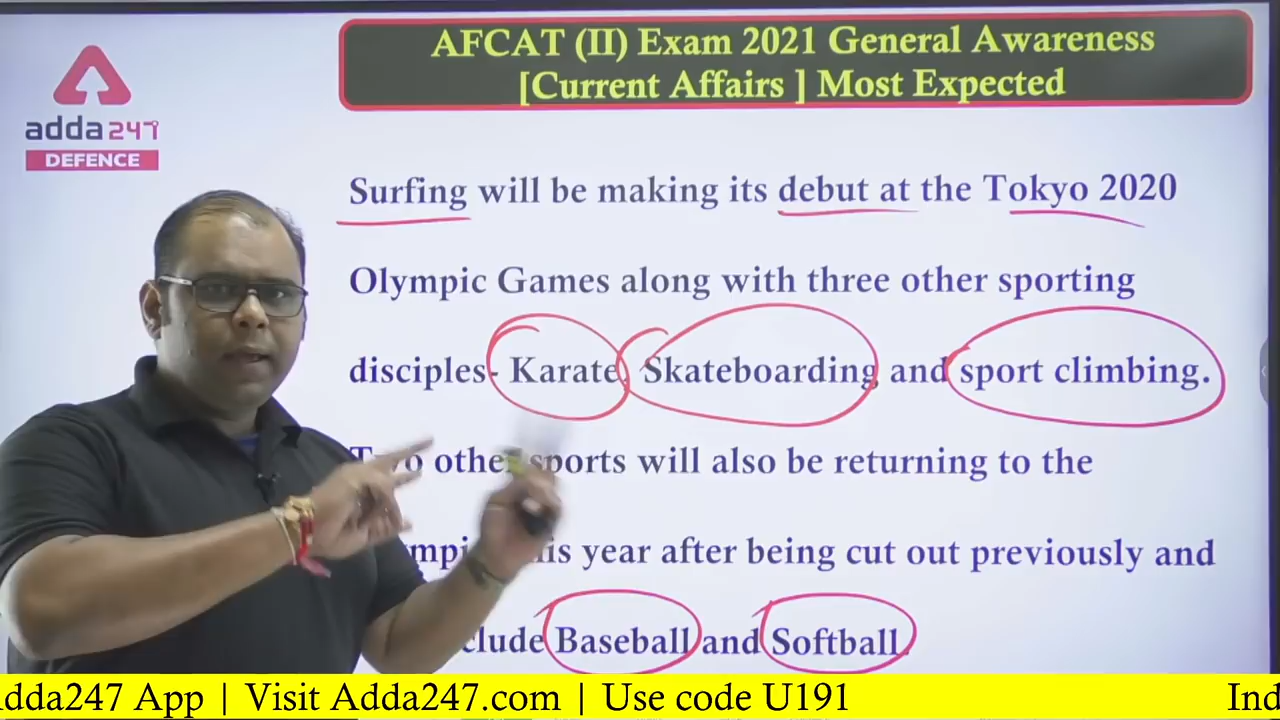 AFCAT (II) Exam 2021 General Awareness
[Current Affairs ] Most Expected
adda247
DEFENCE
Surfing will be making its debut at the Tokyo 2020
Olympic Games along with three other sporting
disciples- Karate, Skateboarding and sport climbing.
Two other sports will also be returning to the
year after being cut out previously and
Baseball and Softball.
dda247 App | Visit Adda247.com | Use code U191
Ind